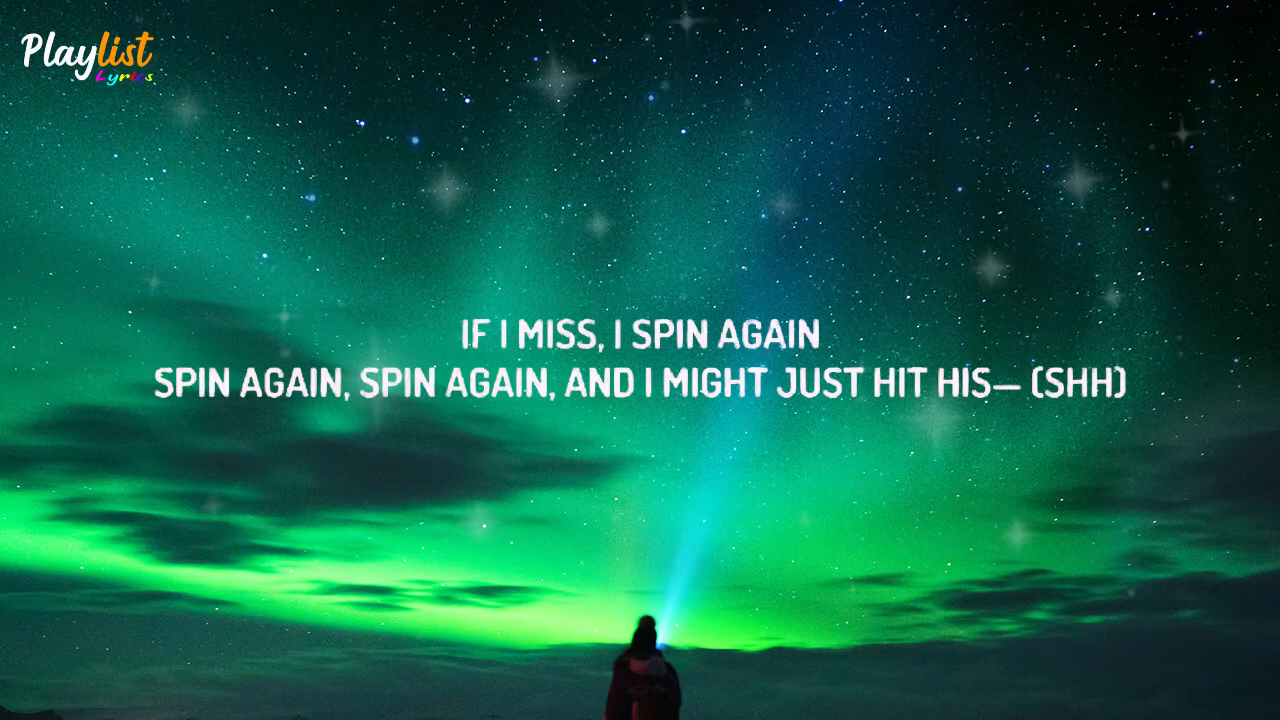 Playlist
Lyrics
IF I MISS, I SPIN AGAIN
SPIN AGAIN, SPIN AGAIN, AND I MIGHT JUST HIT HIS— (SHH)